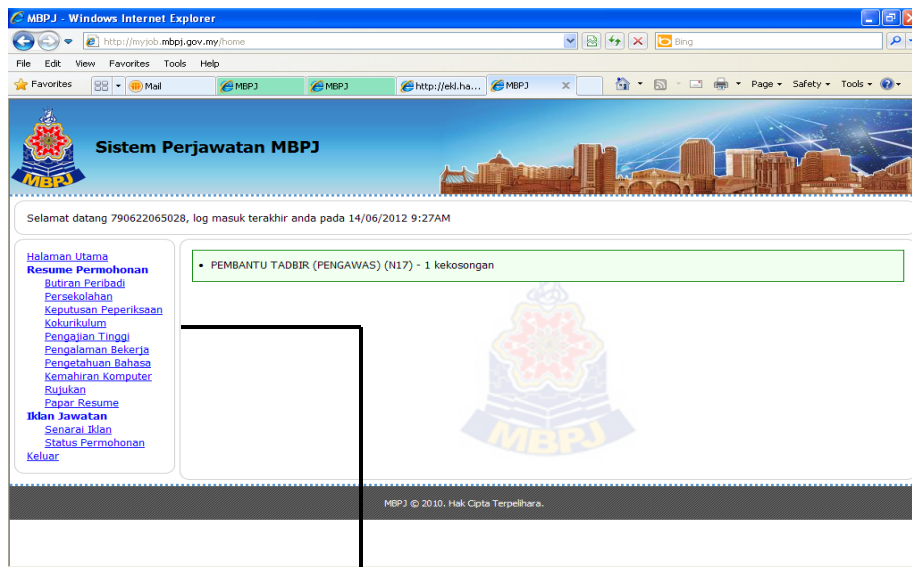 MBPJ - Windows Internet Explorer
http://myjob.mbpj.gov.my/home
Bing
File Edit View Favorites Tools Help
Favorites Mail MBPJ MBPJ http://ekl.ha... MBPJ x Page Safety Tools
Sistem Perjawatan MBPJ
MBPJ
Selamat datang 790622065028, log masuk terakhir anda pada 14/06/2012 9:27AM
Halaman Utama
Resume Permohonan
Butiran Peribadi
Persekolahan
Keputusan Peperiksaan
Kokurikulum
Pengajian Tinggi
Pengalaman Bekerja
Pengetahuan Bahasa
Kemahiran Komputer
Rujukan
Papar Resume
Iklan Jawatan
Senarai Iklan
Status Permohonan
Keluar
• PEMBANTU TADBIR (PENGAWAS) (N17) - 1 kekosongan
MBPJ
MBPJ © 2010. Hak Cipta Terpelihara.